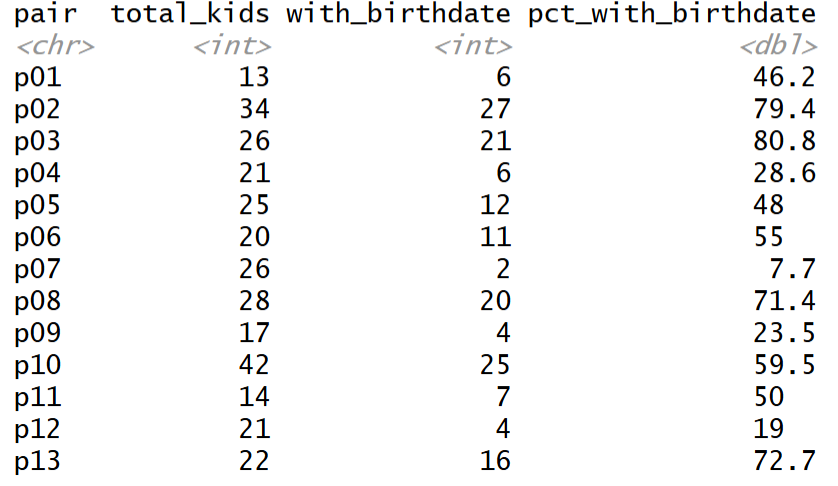 pair total_kids with_birthdate pct_with_birthdate
<chr> <int> <int> <dbl>
p01 13 6 46.2
p02 34 27 79.4
p03 26 21 80.8
p04 21 6 28.6
p05 25 12 48
p06 20 11 55
p07 26 2 7.7
p08 28 20 71.4
p09 17 4 23.5
p10 42 25 59.5
p11 14 7 50
p12 21 4 19
p13 22 16 72.7